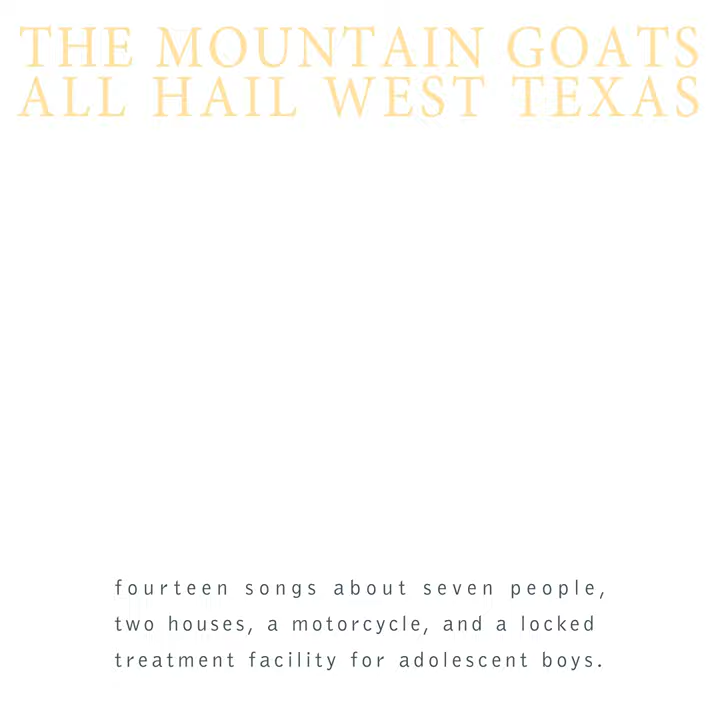 THE MOUNTAIN GOATS
ALL HAIL WEST TEXAS
fourteen songs about seven people,
two houses, a motorcycle, and a locked
treatment facility for adolescent boys.